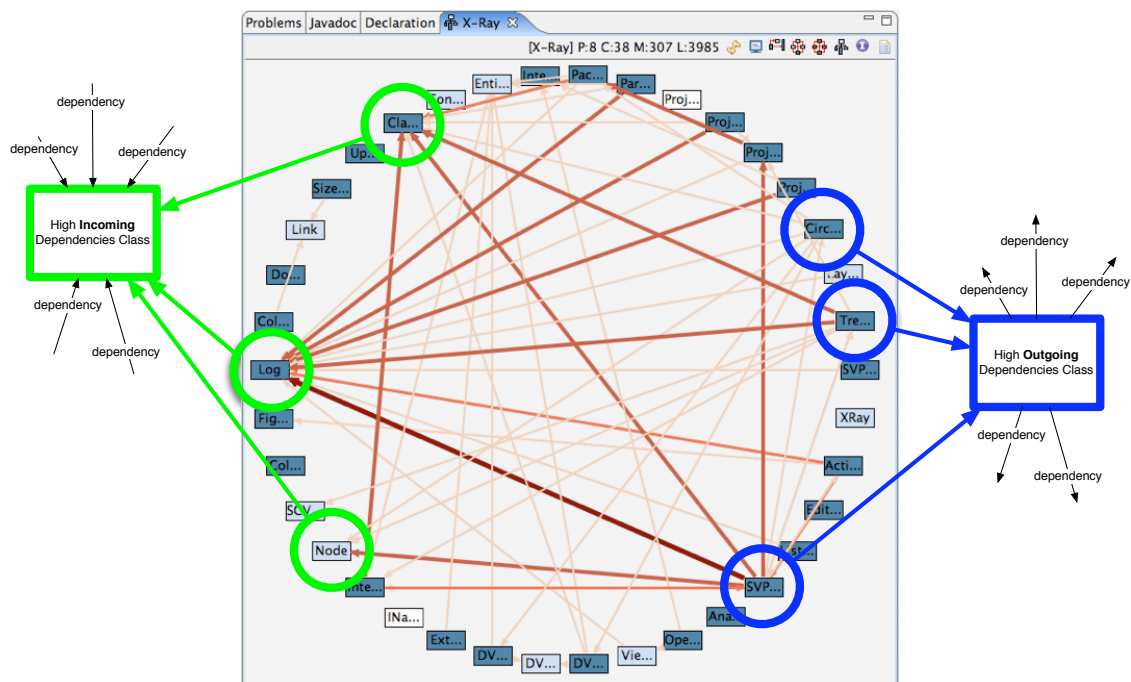 Problems
Javadoc
Declaration
X-Ray
[X-Ray] P:8 C:38 M:307 L:3985
dependency
dependency
dependency
High Incoming
Dependencies Class
dependency
dependency
Enti...
Inte...
Pac...
Par...
Con...
Proj...
Cla...
Proj...
Up...
Proj...
Size...
Proj...
Link
Circ...
Do...
Col...
Tre...
Log
SVP...
Fig...
XRay
Col...
Acti...
Edit...
Node
Inte...
SVP...
INa...
Ana...
Ext...
Ope...
DV...
DV...
DV...
Vie...
dependency
dependency
dependency
High Outgoing
Dependencies Class
dependency
dependency